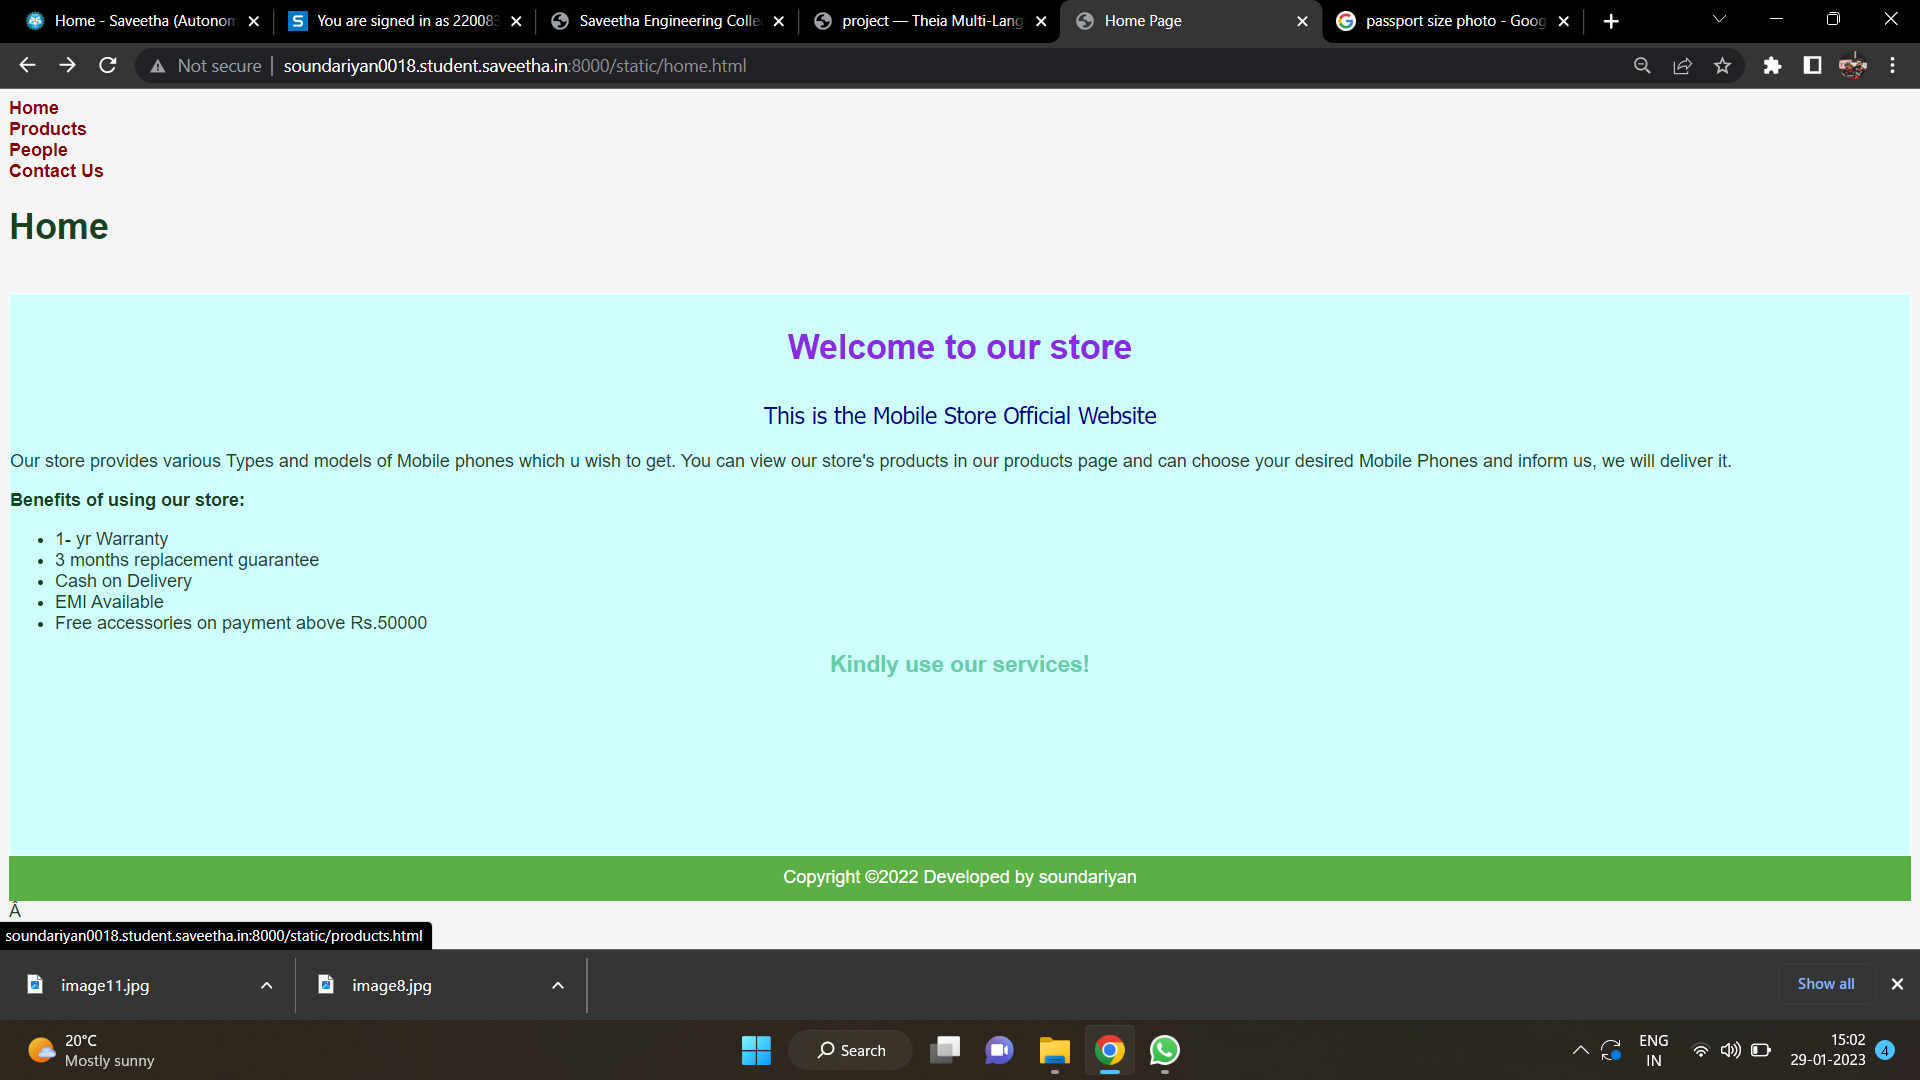 Home - Saveetha (Autonom
You are signed in as 220083
Saveetha Engineering Colle
project — Theia Multi-Lang
Home Page
passport size photo - Goog
Not secure
soundariyan0018.student.saveetha.in:8000/static/home.html
Home
Products
People
Contact Us
Home
Welcome to our store
This is the Mobile Store Official Website
Our store provides various Types and models of Mobile phones which u wish to get. You can view our store's products in our products page and can choose your desired Mobile Phones and inform us, we will deliver it.
Benefits of using our store:
• 1- yr Warranty
• 3 months replacement guarantee
• Cash on Delivery
• EMI Available
• Free accessories on payment above Rs.50000
Kindly use our services!
Copyright ©2022 Developed by soundariyan
Â
soundariyan0018.student.saveetha.in:8000/static/products.html
image11.jpg
image8.jpg
Show all
20°C
Mostly sunny
Search
ENG
IN
15:02
29-01-2023
4